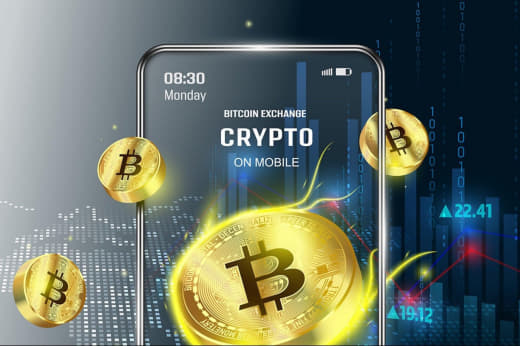 08:30
Monday
BITCOIN EXCHANGE
CRYPTO
ON MOBILE
22.41
19.12